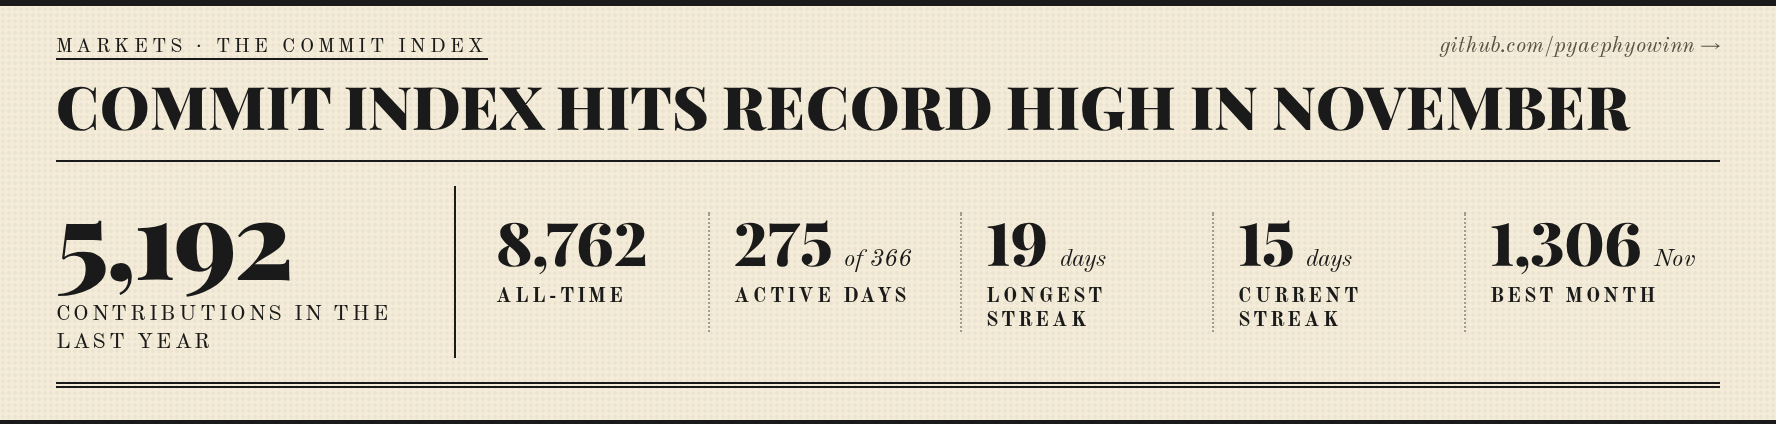 MARKETS · THE COMMIT INDEX
github.com/pyaephyowinn →
COMMIT INDEX HITS RECORD HIGH IN NOVEMBER
5,192
CONTRIBUTIONS IN THE
LAST YEAR
8,762
ALL-TIME
275 of 366
ACTIVE DAYS
19 days
LONGEST
STREAK
15 days
CURRENT
STREAK
1,306 Nov
BEST MONTH